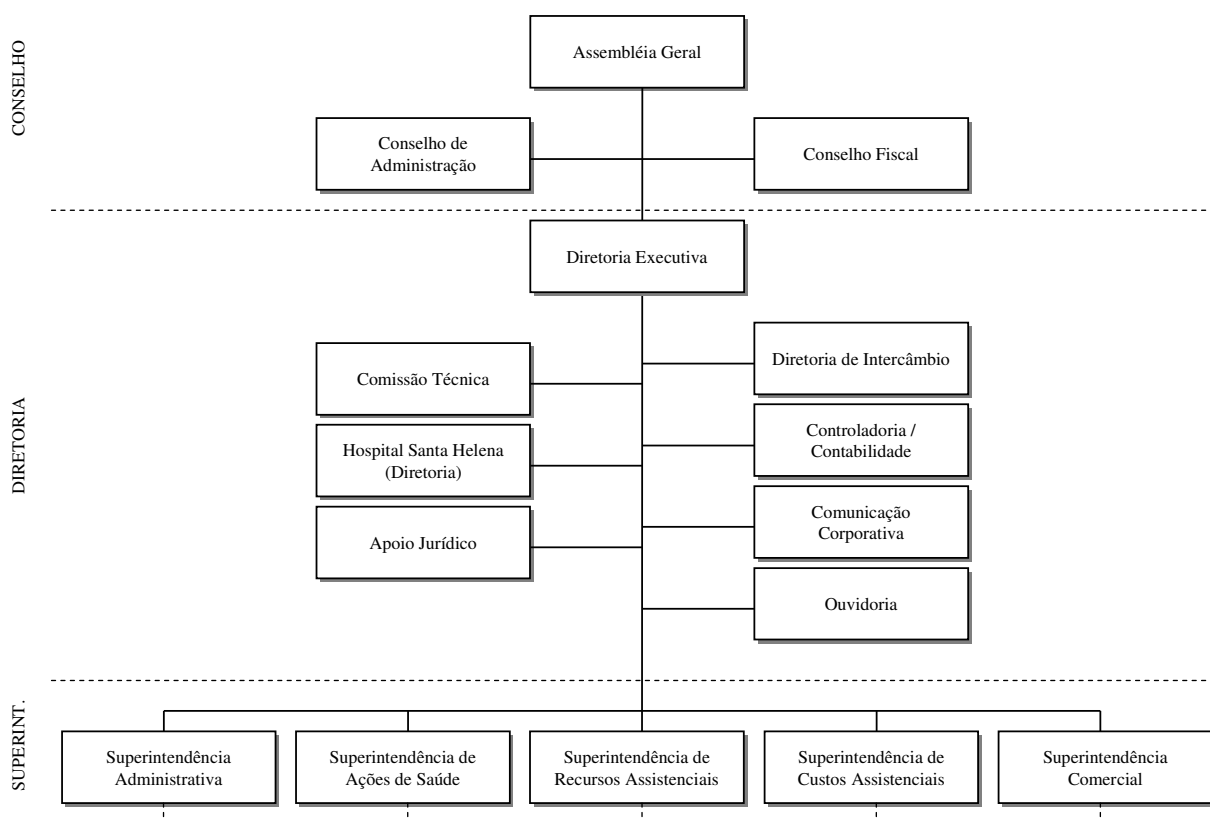 CONSELHO
Assembléia Geral
Conselho de
Administração
Conselho Fiscal
DIRETORIA
Diretoria Executiva
Comissão Técnica
Hospital Santa Helena
(Diretoria)
Apoio Jurídico
Diretoria de Intercâmbio
Controladoria /
Contabilidade
Comunicação
Corporativa
Ouvidoria
SUPERINT.
Superintendência
Administrativa
Superintendência de
Ações de Saúde
Superintendência de
Recursos Assistenciais
Superintendência de
Custos Assistenciais
Superintendência
Comercial